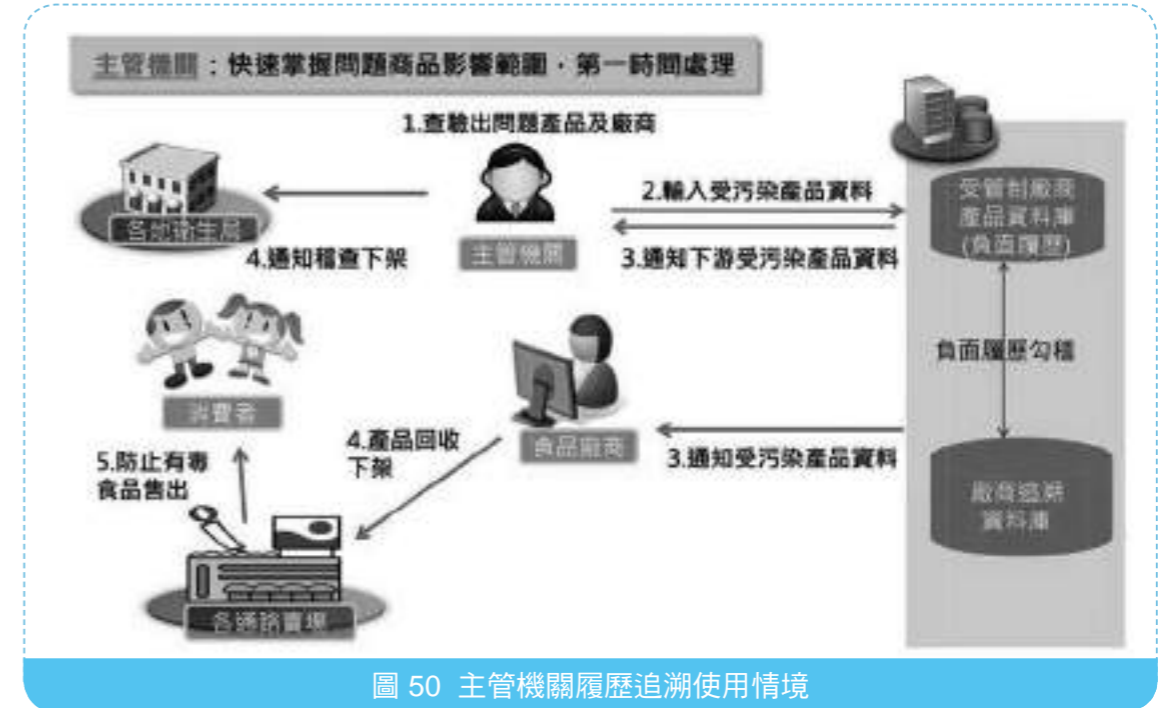 主管機關：快速掌握問題商品影響範圍，第一時間處理
1.查驗出問題產品及廠商
2.輸入受污染產品資料
受管制廠商
產品資料庫
(負面履歷)
各地衛生局
4.通知稽查下架
主管機關
3.通知下游受污染產品資料
負面履歷勾稽
消費者
4.產品回收
下架
食品廠商
3.通知受污染產品資料
5.防止有毒
食品售出
廠商追溯
資料庫
各通路賣場
圖 50 主管機關履歷追溯使用情境